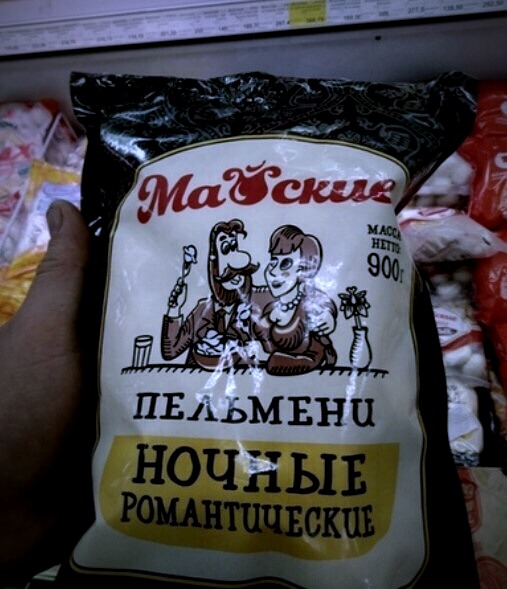 Майские
МАССА
НЕТТО:
900г
ПЕЛЬМЕНИ
НОЧНЫЕ
РОМАНТИЧЕСКИЕ